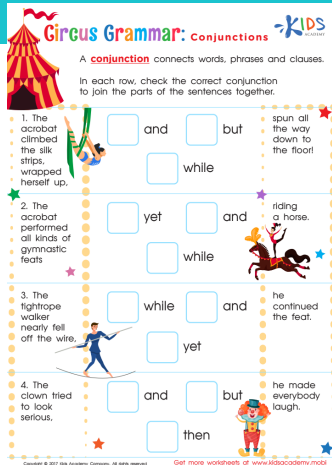 Circus Grammar: Conjunctions
KIDS
ACADEMY
A conjunction connects words, phrases and clauses.
In each row, check the correct conjunction
to join the parts of the sentences together.
1. The
acrobat
climbed
the silk
strips,
wrapped
herself up,
and
but
while
spun all
the way
down to
the floor!
2. The
acrobat
performed
all kinds of
gymnastic
feats
yet
and
while
riding
a horse.
3. The
tightrope
walker
nearly fell
off the wire,
while
and
yet
he
continued
the feat.
4. The
clown tried
to look
serious,
and
but
then
he made
everybody
laugh.
Copyright © 2017 Kids Academy Company. All rights reserved
Get more worksheets at www.kidsacademy.mobi